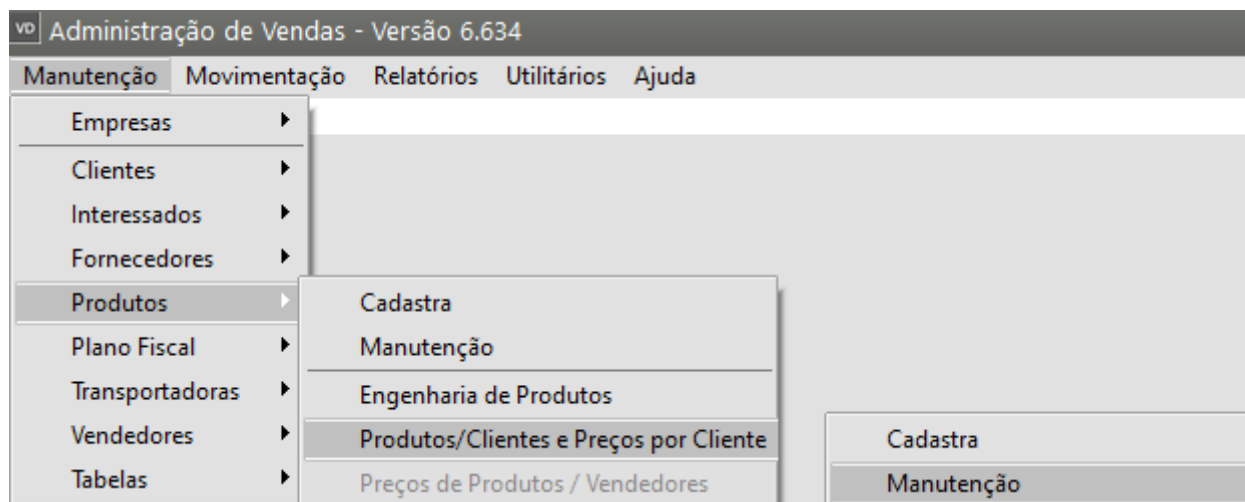 VD Administração de Vendas - Versão 6.634
Manutenção Movimentação Relatórios Utilitários Ajuda
Empresas
Clientes
Interessados
Fornecedores
Produtos
Plano Fiscal
Transportadoras
Vendedores
Tabelas
Cadastra
Manutenção
Engenharia de Produtos
Produtos/Clientes e Preços por Cliente
Preços de Produtos / Vendedores
Cadastra
Manutenção